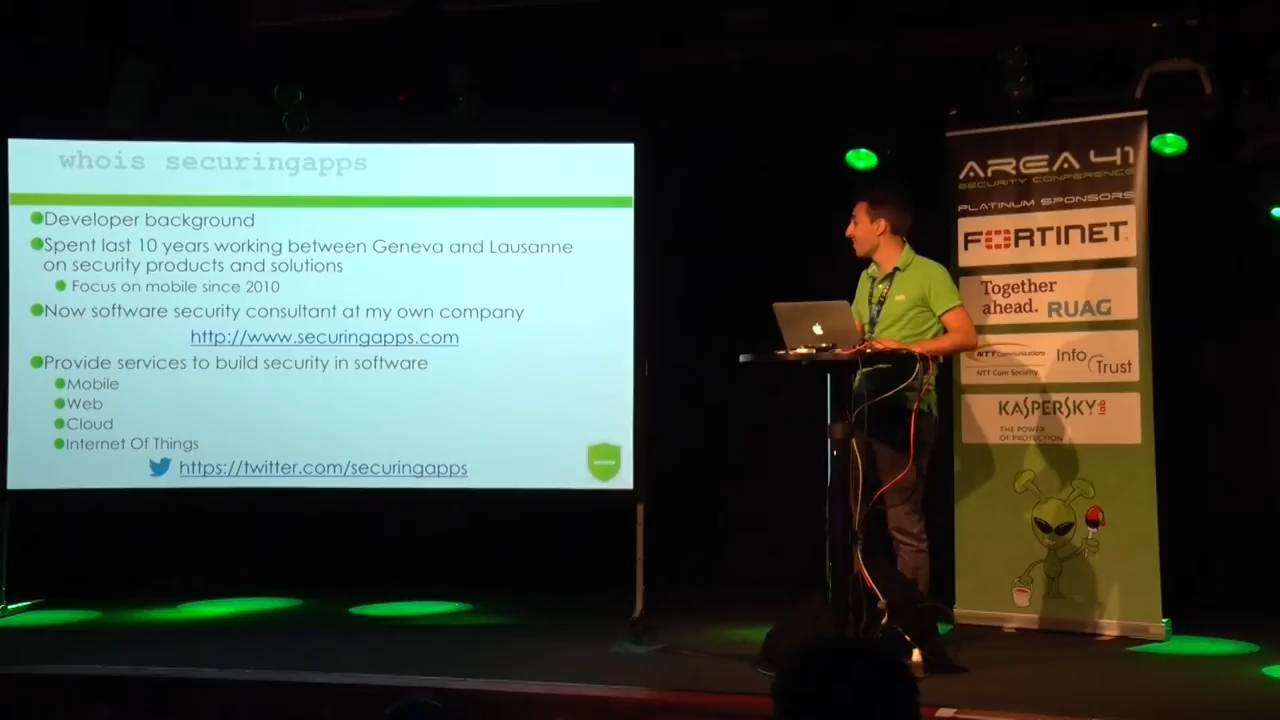 whois securingapps
Developer background
Spent last 10 years working between Geneva and Lausanne
on security products and solutions
Focus on mobile since 2010
Now software security consultant at my own company
http://www.securingapps.com
Provide services to build security in software
Mobile
Web
Cloud
Internet Of Things
https://twitter.com/securingapps
AREA 41
SECURITY CONFERENCE
PLATINUM SPONSORS
FORTINET
Together
ahead. RUAG
NTT Communications
NTT Com Security
Info Trust
KASPERSKY lab
THE POWER
OF PROTECTION